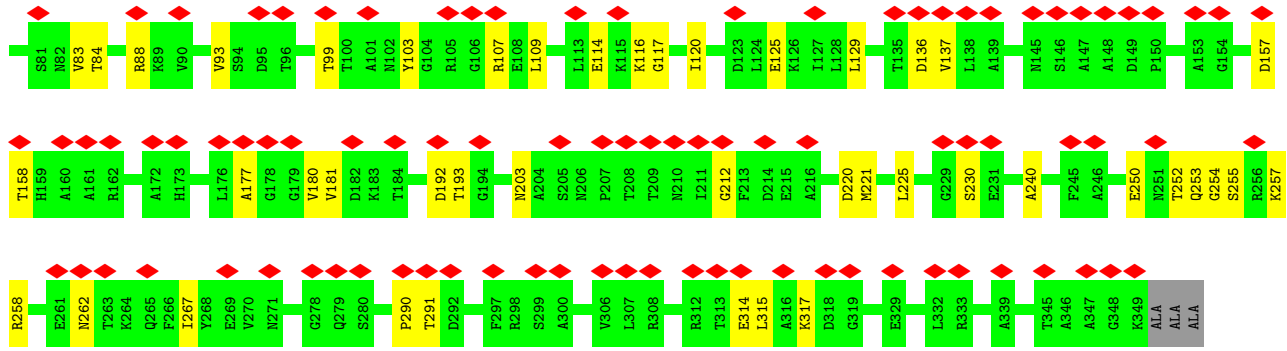 S81 N82 V83 T84 R88 K89 V90 V93 S94 D95 T96 T99 T100 A101 N102 Y103 G104 R105 G106 R107 E108 L109 L113 E114 K115 K116 G117 I120 D123 L124 E125 K126 I127 L128 L129 T135 D136 V137 L138 A139 N145 S146 A147 A148 D149 P150 A153 G154 D157
T158 H159 A160 A161 R162 A172 H173 L176 A177 G178 G179 V180 V181 D182 K183 T184 D192 T193 G194 N203 A204 S205 N206 P207 T208 T209 N210 I211 G212 F213 D214 E215 A216 D220 M221 L225 G229 S230 E231 A240 F245 A246 E250 N251 T252 Q253 G254 S255 R256 K257
R258 E261 N262 T263 K264 Q265 F266 I267 Y268 E269 V270 N271 G278 Q279 S280 P290 T291 D292 F297 R298 S299 A300 V306 L307 R308 R312 T313 E314 L315 A316 K317 D318 G319 E329 L332 R333 A339 T345 A346 A347 G348 K349 ALA ALA ALA